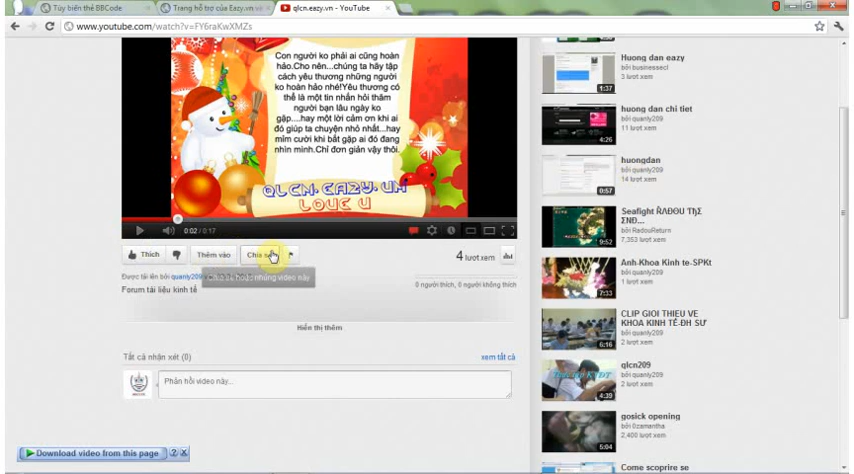 Tùy biến thẻ BBCode
Trang hỗ trợ của Eazy.vn về
qlcn.eazy.vn - YouTube
www.youtube.com/watch?v=FY6raKwXMZs
Con người ko phải ai cũng hoàn
hảo.Cho nên...chúng ta hãy tập
cách yêu thương những người
ko hoàn hảo nhé!Yêu thương có
thể là một tin nhắn hỏi thăm
người bạn lâu ngày ko
gặp....hay một lời cảm ơn khi ai
đó giúp ta chuyện nhỏ nhất...hay
mỉm cười khi bắt gặp ai đó đang
nhìn mình.Chỉ đơn giản vậy thôi.
QLCN.EAZY.VN
LOVE U
0:02 / 0:17
Thích
Thêm vào
Chia sẻ
4 lượt xem
Được tải lên bởi quanly209
0 người thích, 0 người không thích
Forum tài liệu kinh tế
Hiển thị thêm
Tất cả nhận xét (0)
xem tất cả
Phản hồi video này...
Download video from this page ? X
Huong dan eazy
bởi businessecl
3 lượt xem
1:37
huong dan chi tiet
bởi quanly209
11 lượt xem
4:26
huongdan
bởi quanly209
14 lượt xem
0:57
bởi RadouReturn
7,353 lượt xem
9:52
Anh-Khoa Kinh te-SPKt
bởi quanly209
1 lượt xem
7:33
CLIP GIOI THIEU VE
KHOA KINH TẾ-ĐH SƯ
6:16
2 lượt xem
qlcn209
bởi quanly209
2 lượt xem
4:39
gosick opening
bởi 0zamantha
2,400 lượt xem
5:04
Come scoprire se